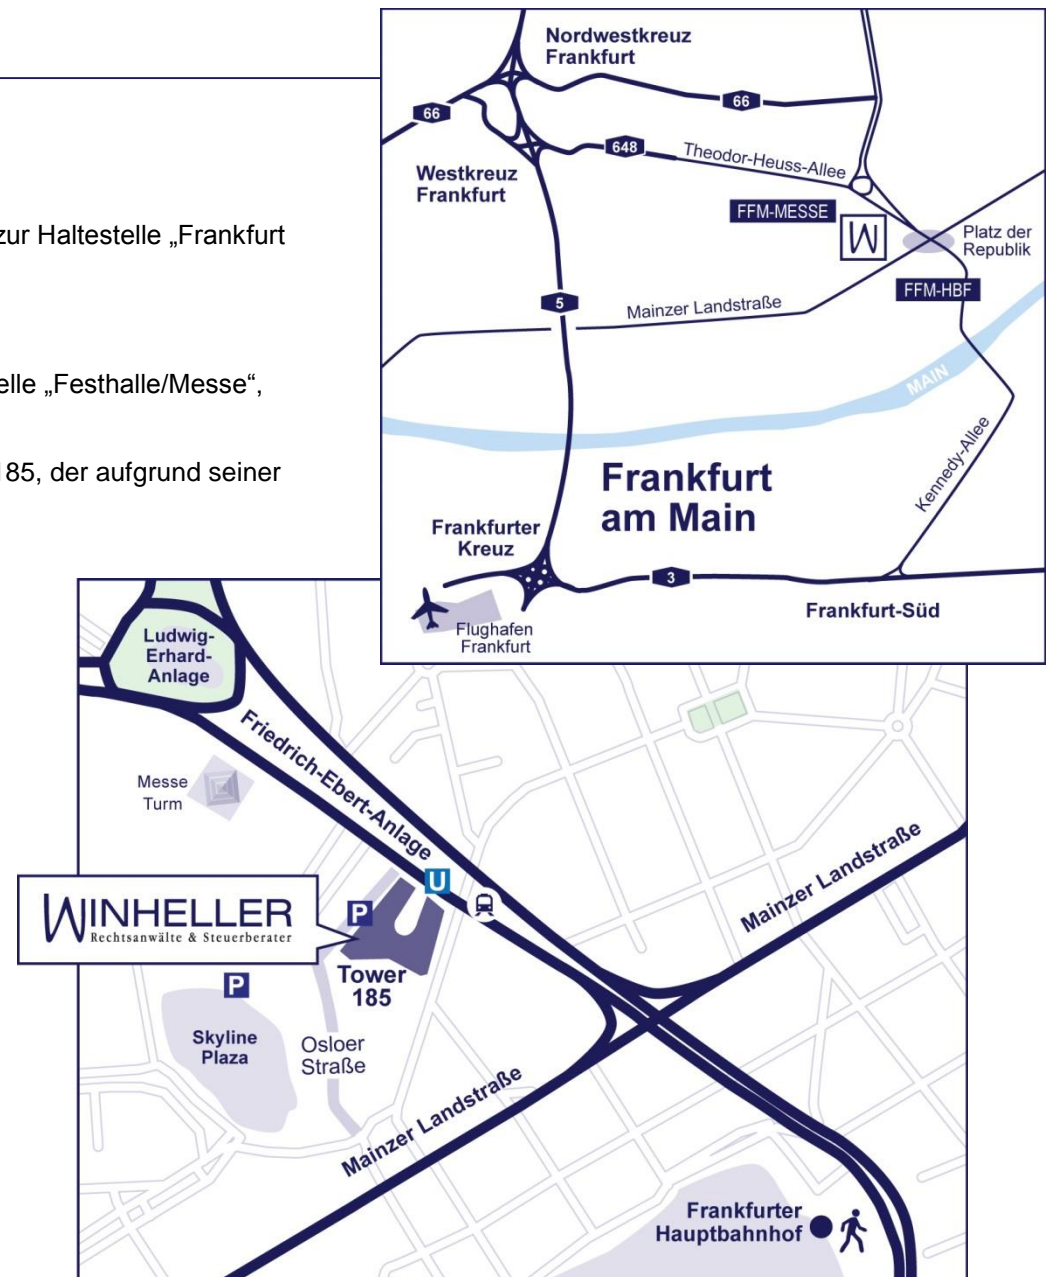 zur Haltestelle „Frankfurt
elle „Festhalle/Messe“,
185, der aufgrund seiner
Nordwestkreuz
Frankfurt
66
66
648
Theodor-Heuss-Allee
Westkreuz
Frankfurt
FFM-MESSE
W
Platz der
Republik
FFM-HBF
5
Mainzer Landstraße
MAIN
Kennedy-Allee
Frankfurt
am Main
Frankfurter
Kreuz
3
Frankfurt-Süd
Flughafen
Frankfurt
Ludwig-
Erhard-
Anlage
Friedrich-Ebert-Anlage
Messe
Turm
U
Mainzer Landstraße
WINHELLER
Rechtsanwälte & Steuerberater
P
Tower
185
P
Skyline
Plaza
Osloer
Straße
Mainzer Landstraße
Frankfurter
Hauptbahnhof